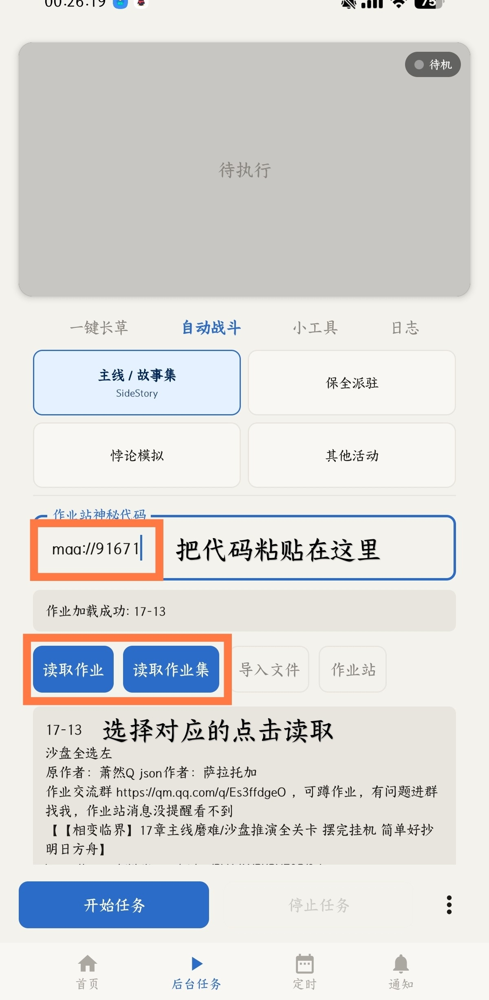 00:26:19
75
待机
待执行
一键长草 自动战斗 小工具 日志
主线 / 故事集
SideStory
保全派驻
悖论模拟
其他活动
作业站神秘代码
maa://91671
把代码粘贴在这里
作业加载成功: 17-13
读取作业 读取作业集 导入文件 作业站
17-13
选择对应的点击读取
沙盘全选左
原作者：萧然Q json作者：萨拉托加
作业交流群 https://qm.qq.com/q/Es3ffdgeO ，可蹲作业，有问题进群
找我，作业站消息没提醒看不到
【【相变临界】17章主线磨难/沙盘推演全关卡 摆完挂机 简单好抄
明日方舟】
开始任务 停止任务
首页 后台任务 定时 通知